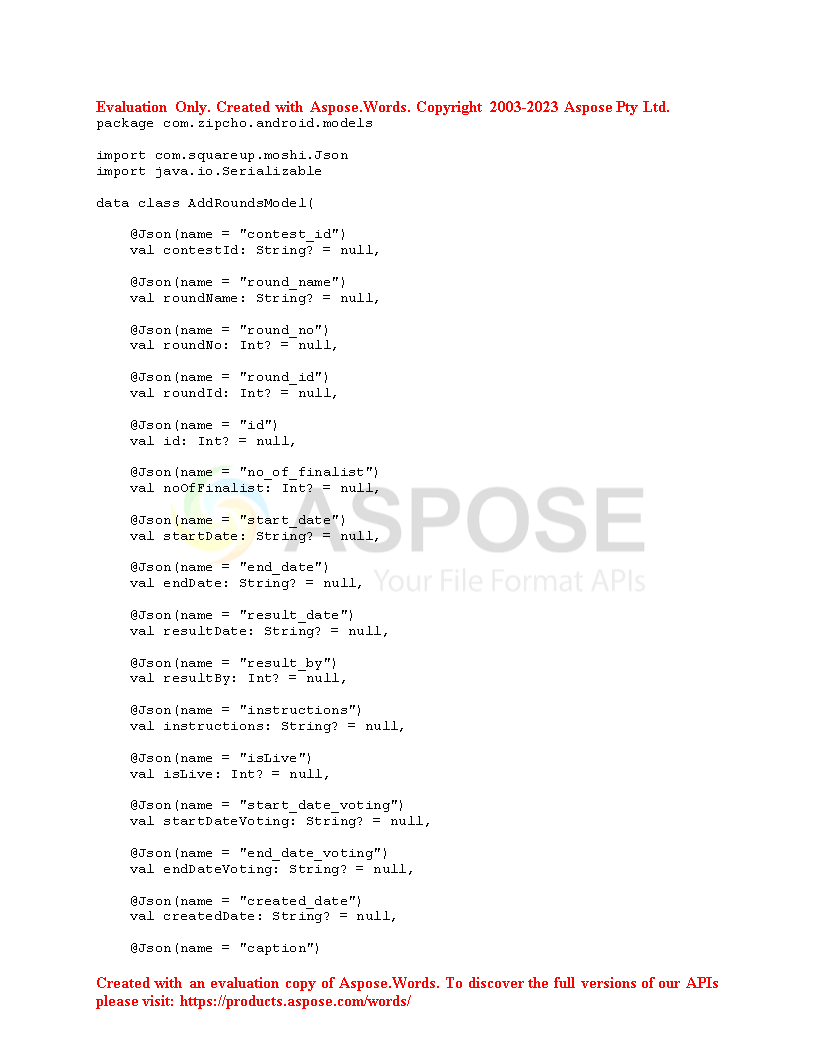 Evaluation Only. Created with Aspose.Words. Copyright 2003-2023 Aspose Pty Ltd.
package com.zipcho.android.models
import com.squareup.moshi.Json
import java.io.Serializable
data class AddRoundsModel(
@Json(name = "contest_id")
val contestId: String? = null,
@Json(name = "round_name")
val roundName: String? = null,
@Json(name = "round_no")
val roundNo: Int? = null,
@Json(name = "round_id")
val roundId: Int? = null,
@Json(name = "id")
val id: Int? = null,
@Json(name = "no_of_finalist")
val noOfFinalist: Int? = null,
@Json(name = "start_date")
val startDate: String? = null,
ASPOSE
@Json(name = "end_date")
val endDate: String? = null,
Your File Format APIs
@Json(name = "result_date")
val resultDate: String? = null,
@Json(name = "result_by")
val resultBy: Int? = null,
@Json(name = "instructions")
val instructions: String? = null,
@Json(name = "isLive")
val isLive: Int? = null,
@Json(name = "start_date_voting")
val startDateVoting: String? = null,
@Json(name = "end_date_voting")
val endDateVoting: String? = null,
@Json(name = "created_date")
val createdDate: String? = null,
@Json(name = "caption")
Created with an evaluation copy of Aspose.Words. To discover the full versions of our APIs
please visit: https://products.aspose.com/words/